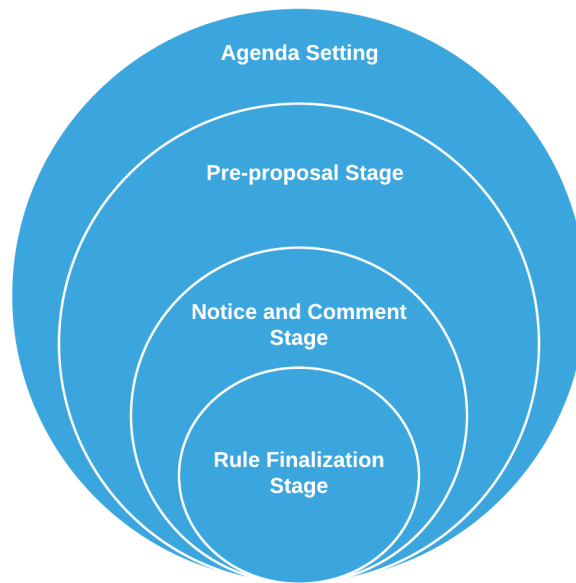 Agenda Setting
Pre-proposal Stage
Notice and Comment
Stage
Rule Finalization
Stage